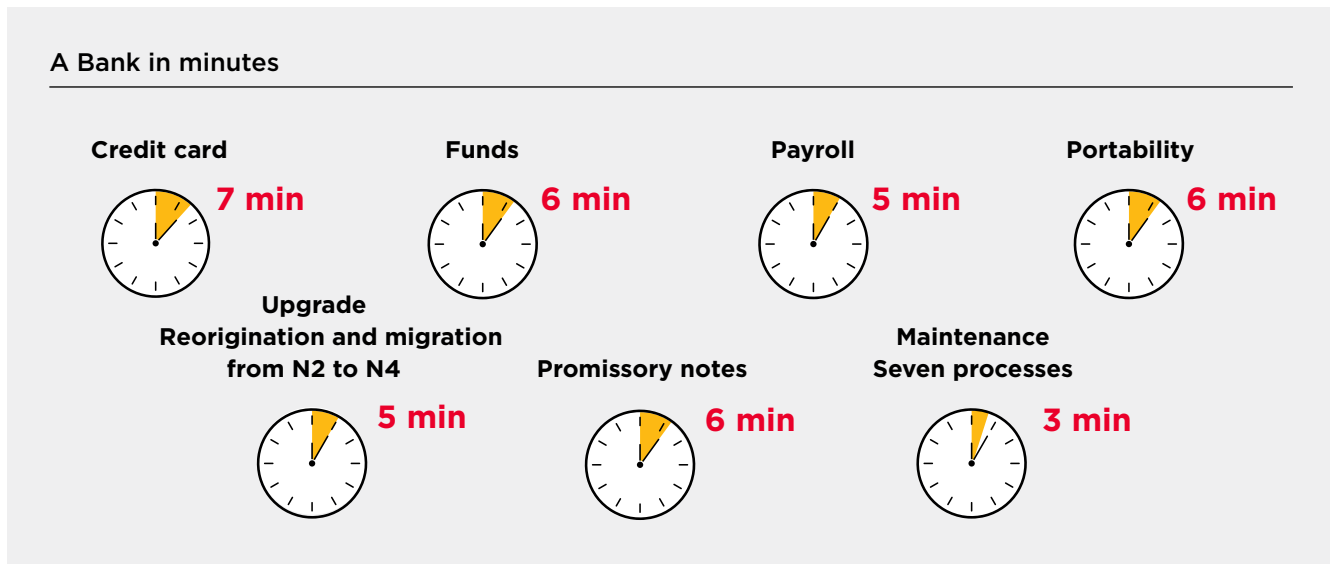 A Bank in minutes
Credit card
7 min
Funds
6 min
Payroll
5 min
Portability
6 min
Upgrade
Reorigination and migration
from N2 to N4
5 min
Promissory notes
6 min
Maintenance
Seven processes
3 min